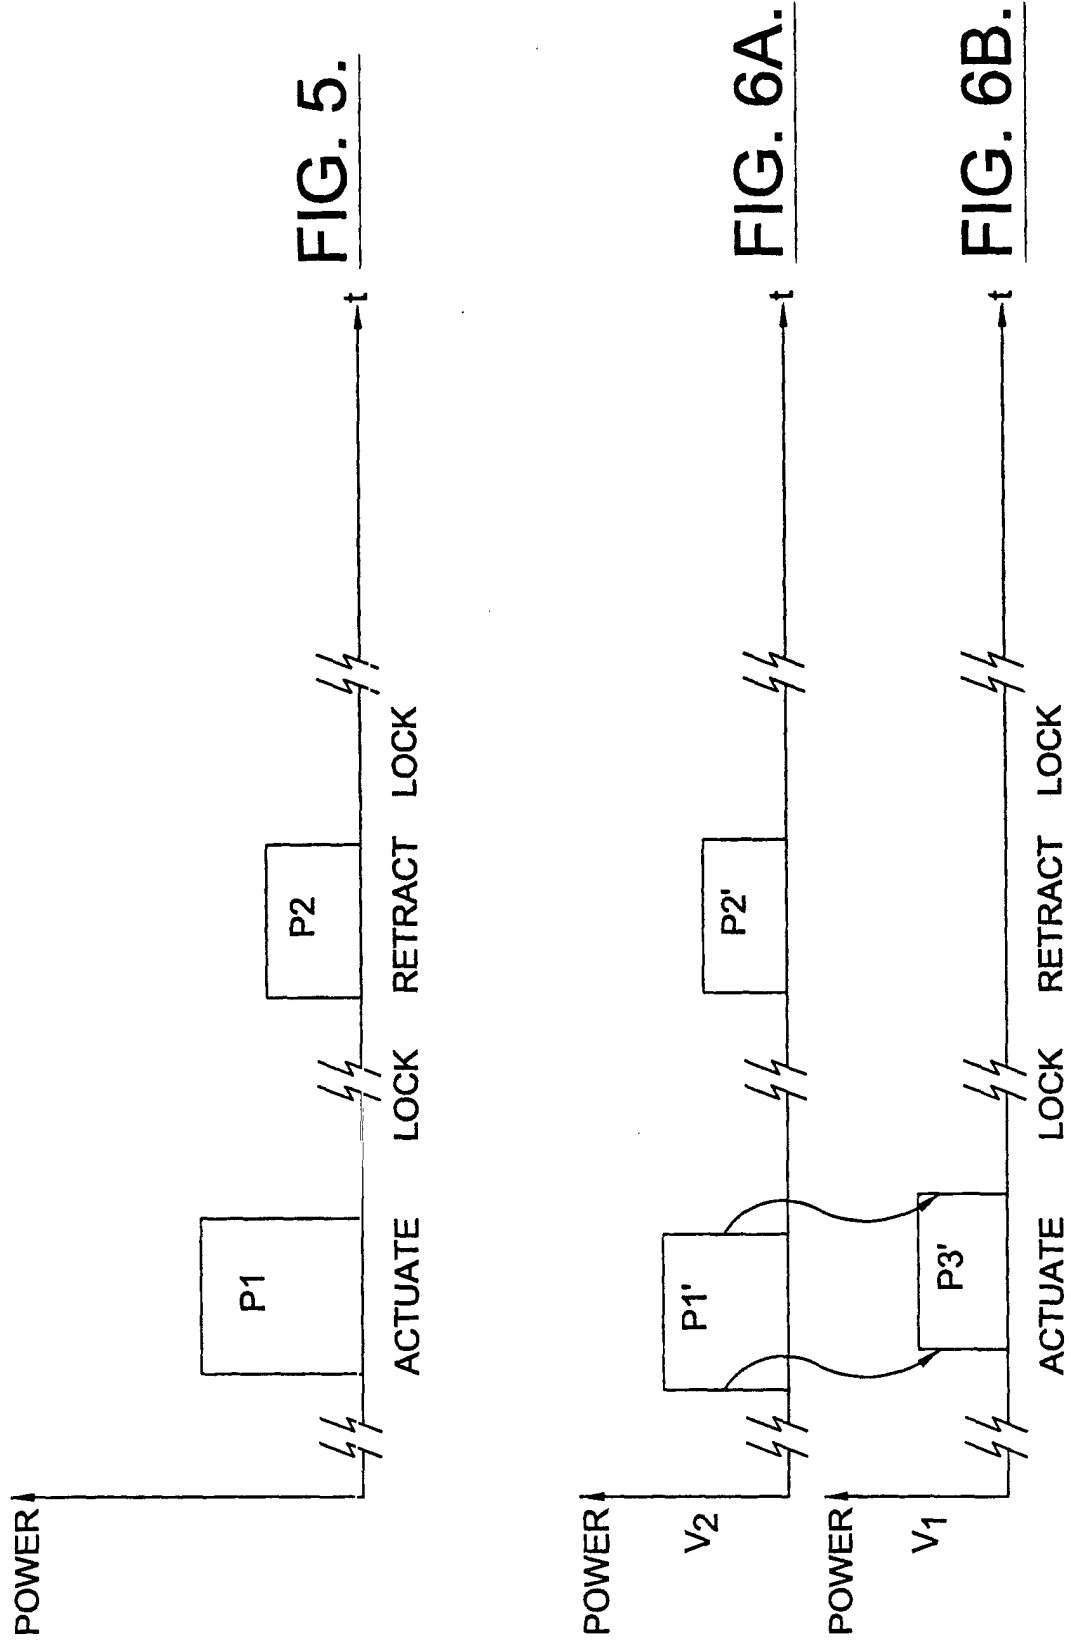 POWER
P1
P2
t
ACTUATE LOCK RETRACT LOCK
FIG. 5.
POWER
V2
P1'
P2'
t
FIG. 6A.
POWER
V1
P3'
t
ACTUATE LOCK RETRACT LOCK
FIG. 6B.